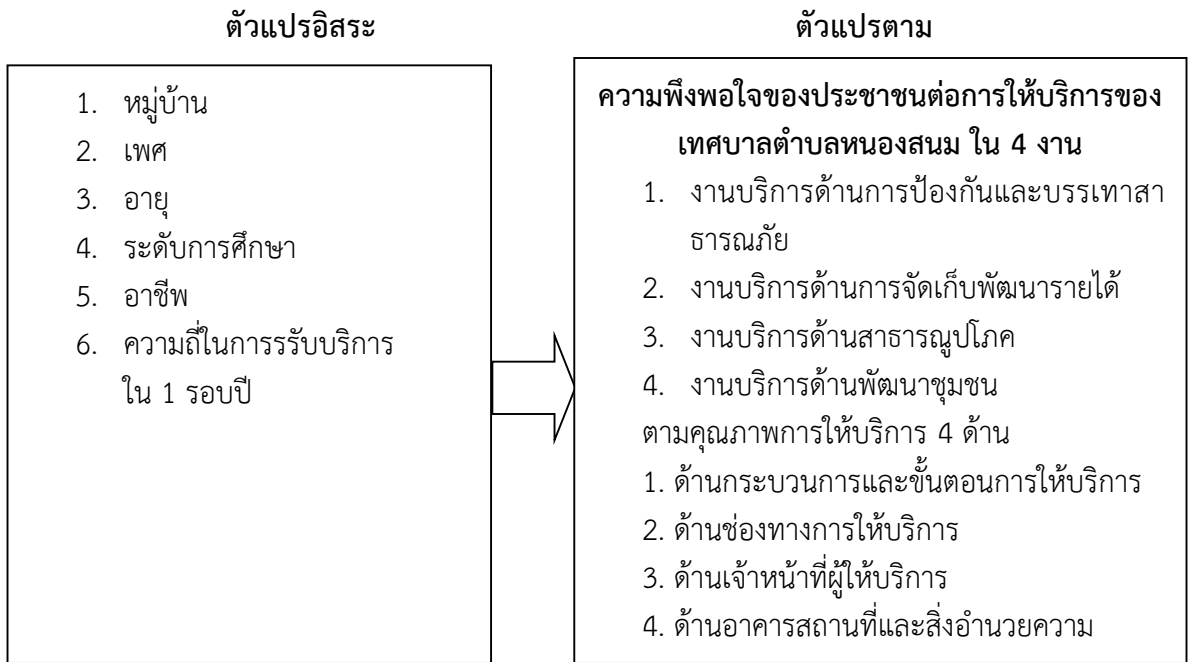 ตัวแปรอิสระ
ตัวแปรตาม
1. หมู่บ้าน
2. เพศ
3. อายุ
4. ระดับการศึกษา
5. อาชีพ
6. ความถี่ในการรรับบริการ
ใน 1 รอบปี
ความพึงพอใจของประชาชนต่อการให้บริการของ
เทศบาลตำบลหนองสนม ใน 4 งาน
1. งานบริการด้านการป้องกันและบรรเทาสา
ธารณภัย
2. งานบริการด้านการจัดเก็บพัฒนารายได้
3. งานบริการด้านสาธารณูปโภค
4. งานบริการด้านพัฒนาชุมชน
ตามคุณภาพการให้บริการ 4 ด้าน
1. ด้านกระบวนการและขั้นตอนการให้บริการ
2. ด้านช่องทางการให้บริการ
3. ด้านเจ้าหน้าที่ผู้ให้บริการ
4. ด้านอาคารสถานที่และสิ่งอำนวยความ